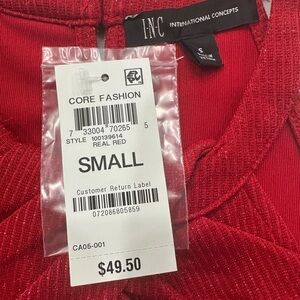 I·N·C INTERNATIONAL CONCEPTS
S
CORE FASHION
7 33004 70265 5
STYLE 100139614
REAL RED
SMALL
Customer Return Label
072086805859
CA05-001
$49.50